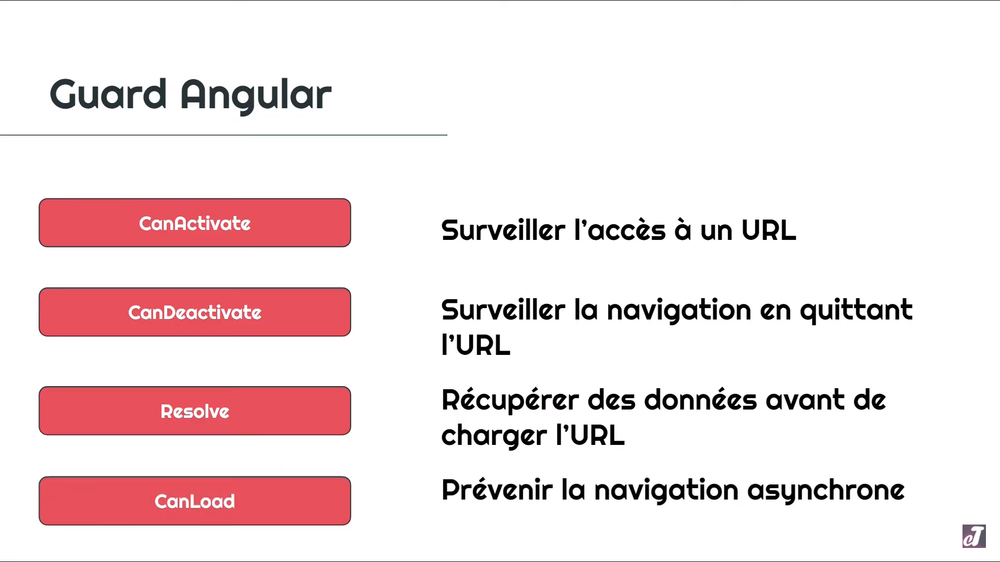 Guard Angular
CanActivate
Surveiller l’accès à un URL
CanDeactivate
Surveiller la navigation en quittant
l’URL
Resolve
Récupérer des données avant de
charger l’URL
CanLoad
Prévenir la navigation asynchrone
cT